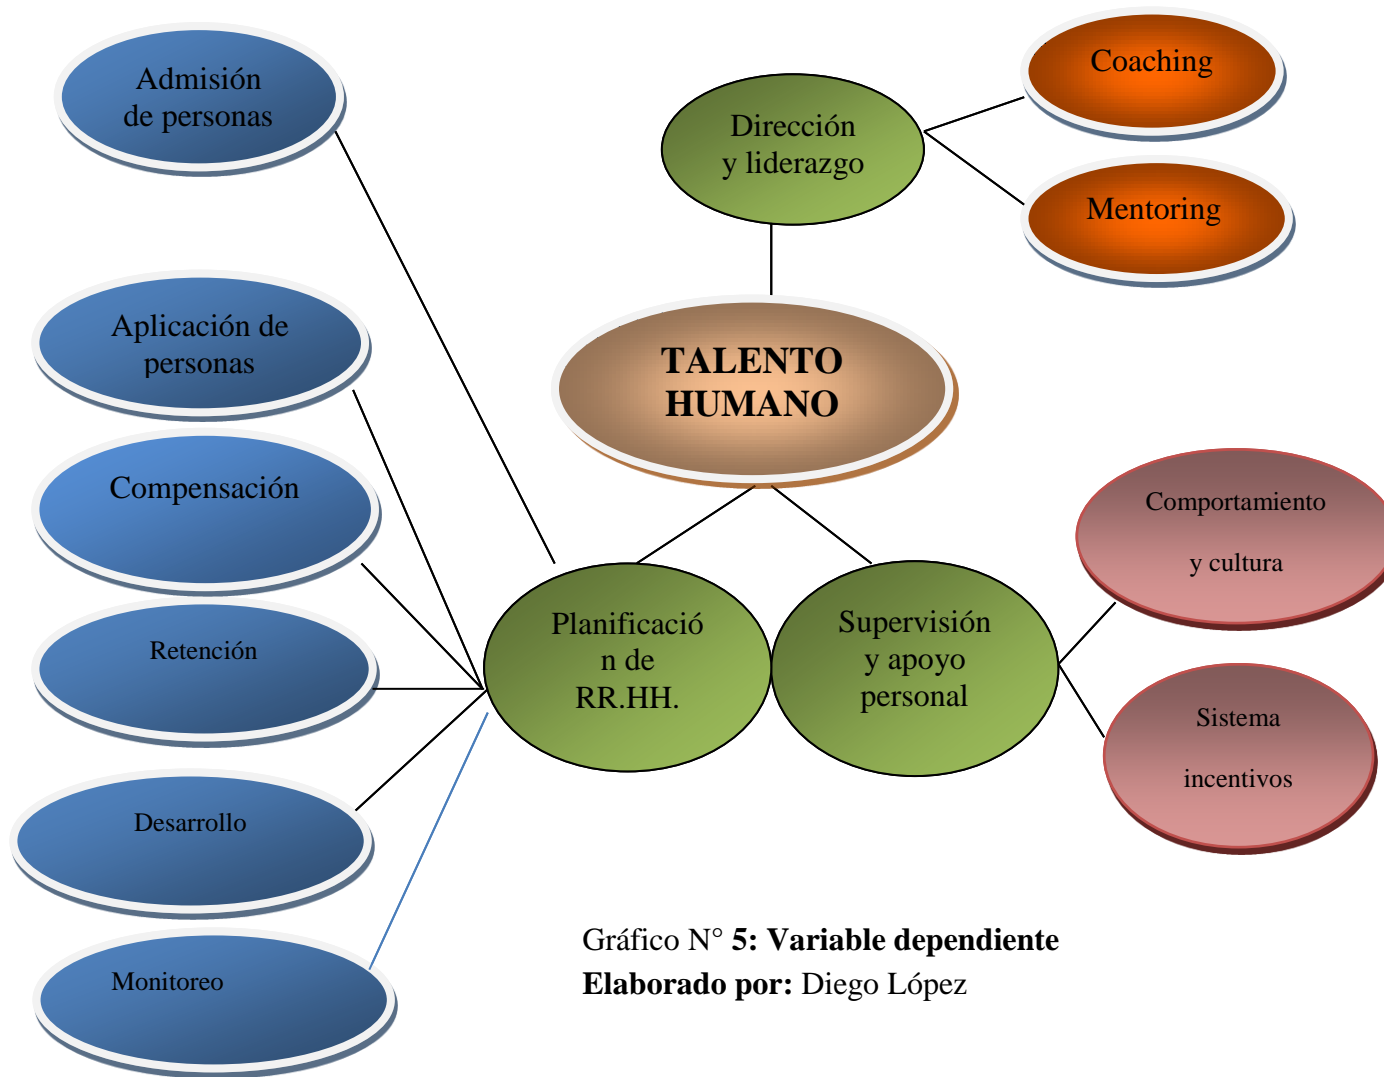 Admisión
de personas
Dirección
y liderazgo
Coaching
Mentoring
Aplicación de
personas
TALENTO
HUMANO
Compensación
Comportamiento
y cultura
Retención
Planificació
n de
RR.HH.
Supervisión
y apoyo
personal
Sistema
incentivos
Desarrollo
Monitoreo
Gráfico N° 5: Variable dependiente
Elaborado por: Diego López